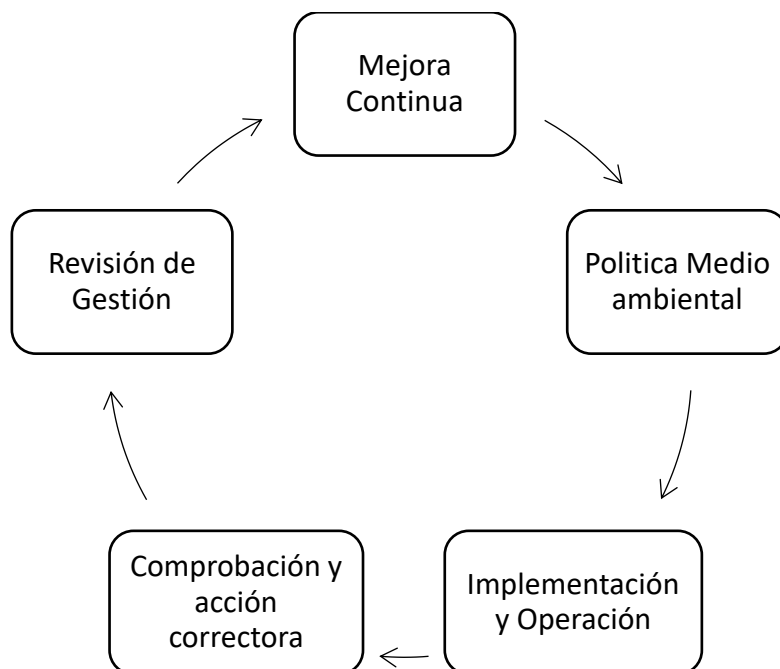 Mejora
Continua
Politica Medio
ambiental
Implementación
y Operación
Comprobación y
acción
correctora
Revisión de
Gestión